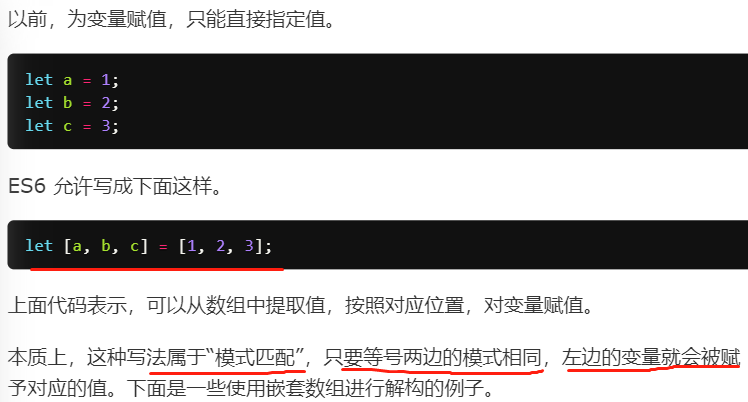 以前，为变量赋值，只能直接指定值。
let a = 1;
let b = 2;
let c = 3;
ES6 允许写成下面这样。
let [a, b, c] = [1, 2, 3];
上面代码表示，可以从数组中提取值，按照对应位置，对变量赋值。
本质上，这种写法属于“模式匹配”，只要等号两边的模式相同，左边的变量就会被赋
予对应的值。下面是一些使用嵌套数组进行解构的例子。